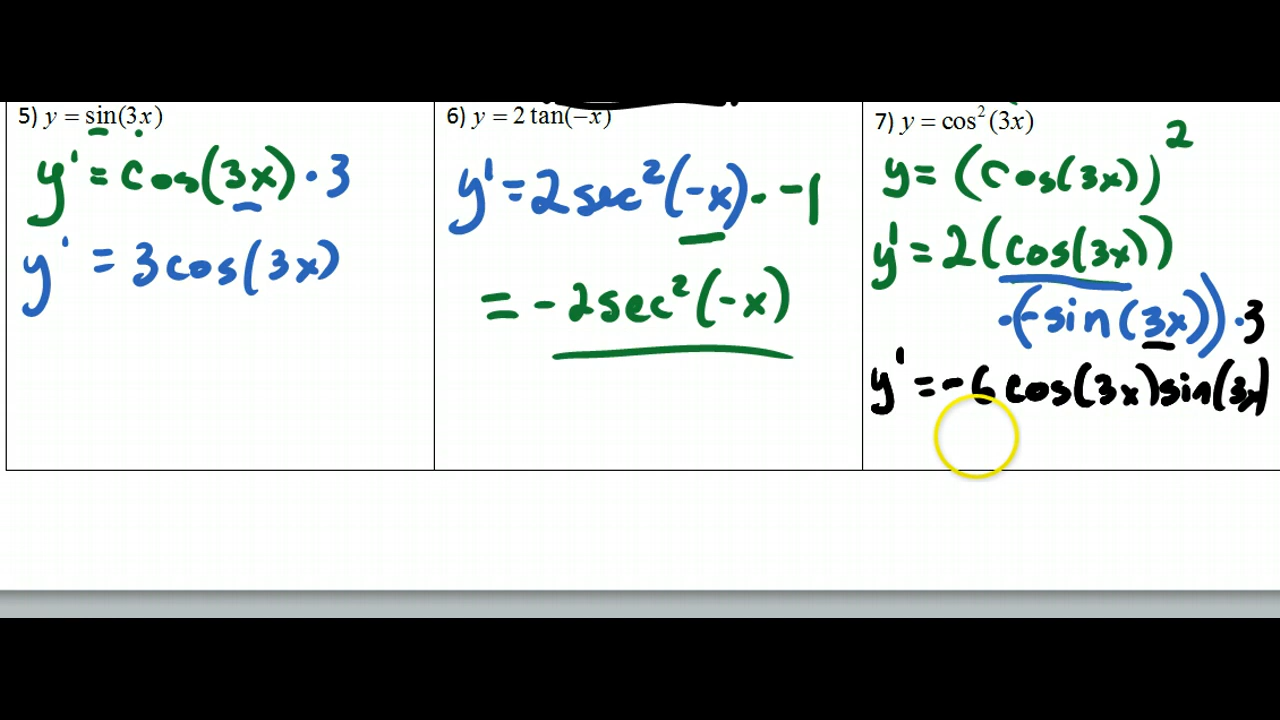 5) y = sin(3x)
y' = cos(3x) · 3
y' = 3cos(3x)
6) y = 2 tan(−x)
y' = 2sec²(-x) · -1
= -2sec²(-x)
7) y = cos² (3x)
y = (cos(3x))²
y' = 2(cos(3x))
·(-sin(3x)) · 3
y' = -6 cos(3x)sin(3x)